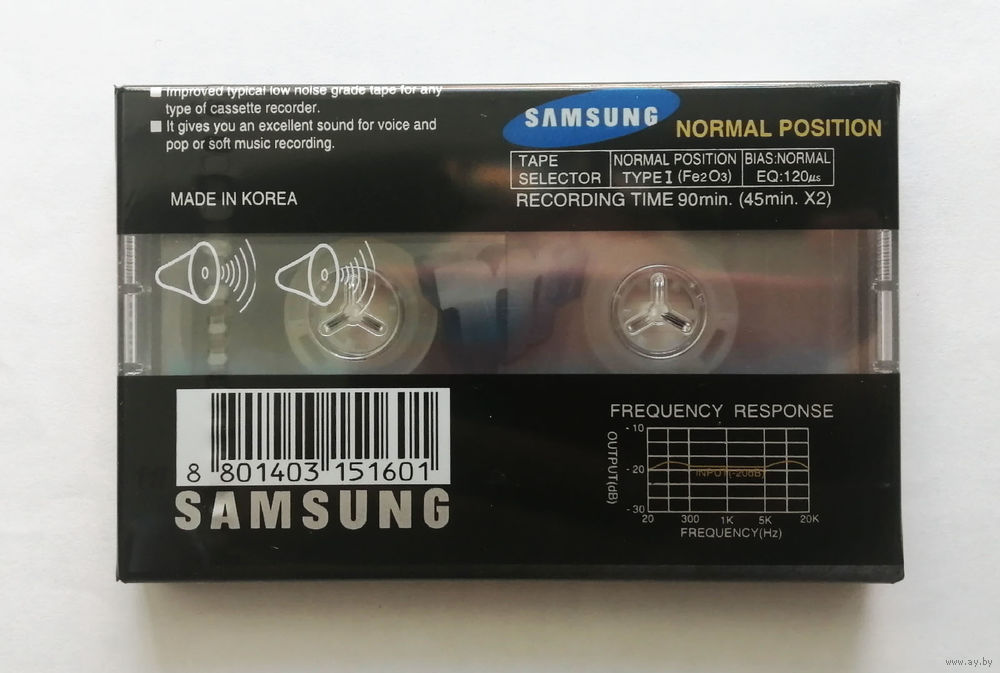 ■ Improved typical low noise grade tape for any
type of cassette recorder.
■ It gives you an excellent sound for voice and
pop or soft music recording.
MADE IN KOREA
SAMSUNG
NORMAL POSITION
TAPE SELECTOR
NORMAL POSITION TYPE I (Fe2O3)
BIAS:NORMAL EQ:120μs
RECORDING TIME 90min. (45min. X2)
8 801403 151601
SAMSUNG
FREQUENCY RESPONSE
OUTPUT(dB)
-10
-20
-30
INPUT(-20dB)
20 300 1K 5K 20K
FREQUENCY(Hz)
www.ay.by